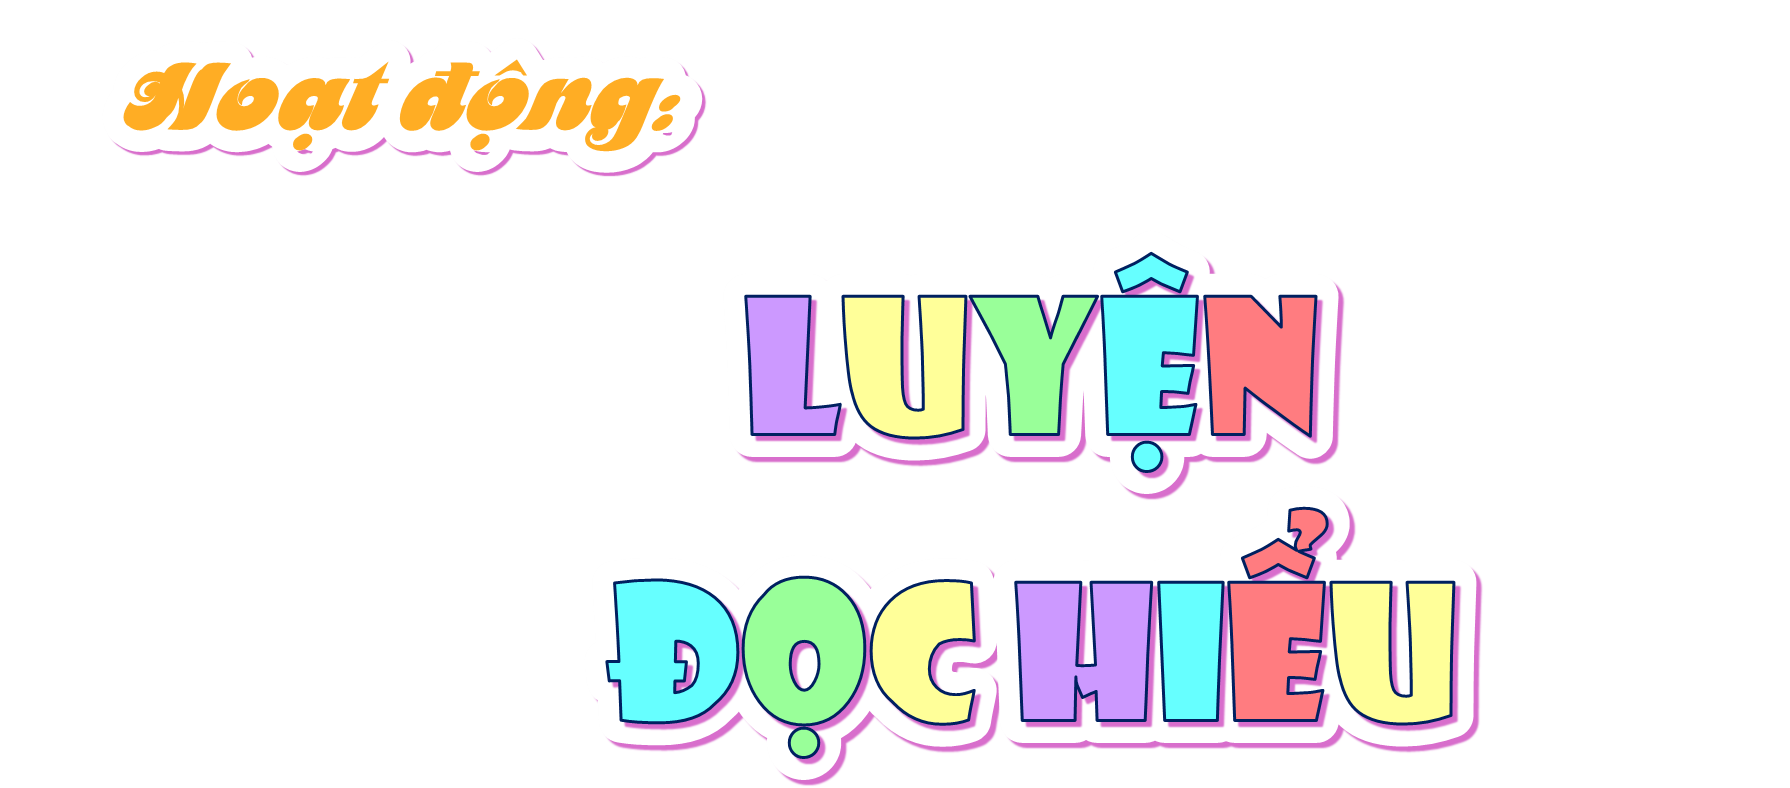 Hoạt động:
LUYỆN
ĐỌC HIỂU